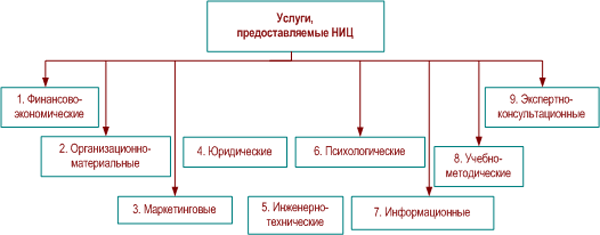 Услуги,
предоставляемые НИЦ
1. Финансово-
экономические
2. Организационно-
материальные
3. Маркетинговые
4. Юридические
5. Инженерно-
технические
6. Психологические
7. Информационные
8. Учебно-
методические
9. Экспертно-
консультационные